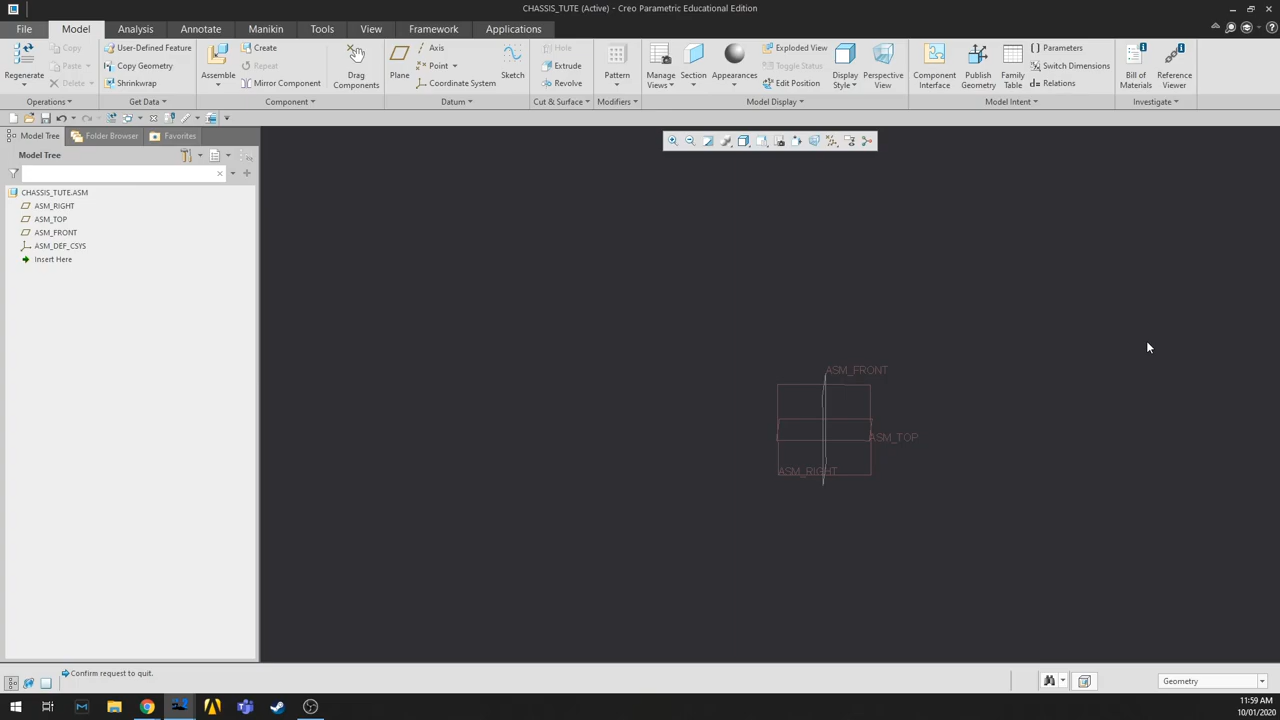 CHASSIS_TUTE (Active) - Creo Parametric Educational Edition
File Model Analysis Annotate Manikin Tools View Framework Applications
Regenerate
Copy
Paste
Delete
Operations
User-Defined Feature
Copy Geometry
Shrinkwrap
Get Data
Assemble
Create
Repeat
Mirror Component
Component
Drag Components
Plane
Axis
Point
Coordinate System
Sketch
Datum
Hole
Extrude
Revolve
Cut & Surface
Pattern
Modifiers
Manage Views
Section
Appearances
Exploded View
Toggle Status
Edit Position
Display Style
Perspective View
Model Display
Component Interface
Publish Geometry
Family Table
Parameters
Switch Dimensions
Relations
Model Intent
Bill of Materials
Reference Viewer
Investigate
Model Tree Folder Browser Favorites
Model Tree
CHASSIS_TUTE.ASM
ASM_RIGHT
ASM_TOP
ASM_FRONT
ASM_DEF_CSYS
Insert Here
ASM_FRONT
ASM_TOP
ASM_RIGHT
Confirm request to quit.
Geometry
11:59 AM
10/01/2020